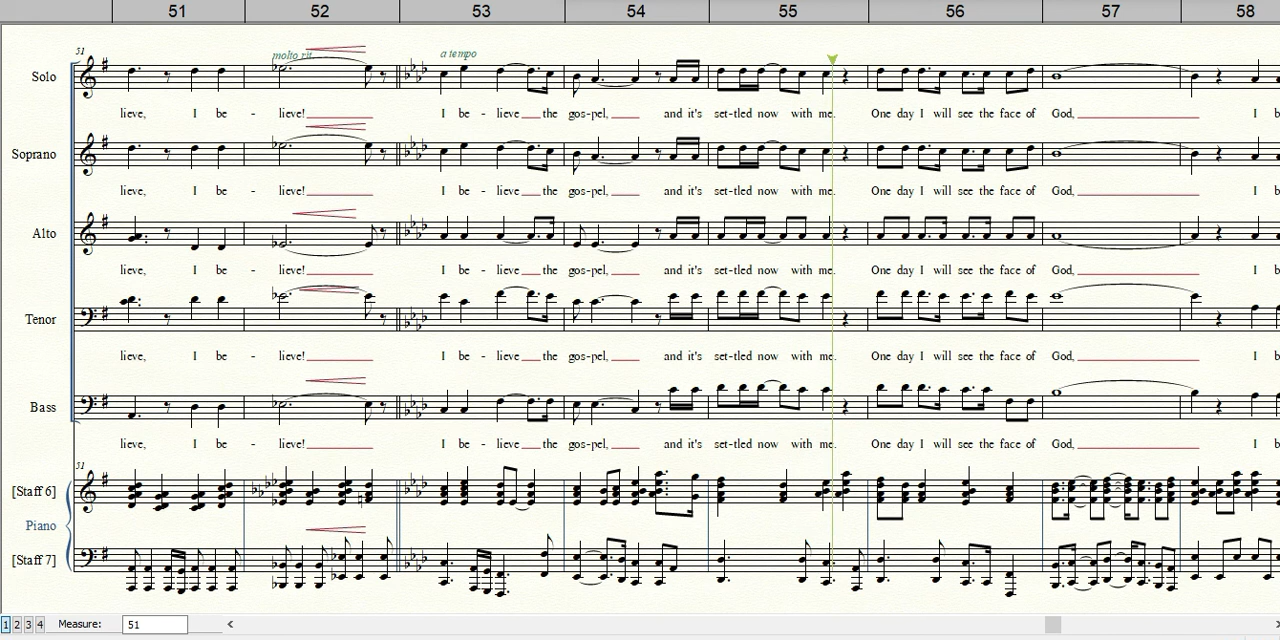 51 52 53 54 55 56 57 58
51 molto rit. a tempo
Solo
lieve, I be - lieve! I be - lieve the gos-pel, and it's set-tled now with me. One day I will see the face of God, I b
Soprano
lieve, I be - lieve! I be - lieve the gos-pel, and it's set-tled now with me. One day I will see the face of God, I b
Alto
lieve, I be - lieve! I be - lieve the gos-pel, and it's set-tled now with me. One day I will see the face of God, I b
Tenor
lieve, I be - lieve! I be - lieve the gos-pel, and it's set-tled now with me. One day I will see the face of God, I b
Bass
lieve, I be - lieve! I be - lieve the gos-pel, and it's set-tled now with me. One day I will see the face of God, I b
51
[Staff 6]
Piano
[Staff 7]
1 2 3 4 Measure: 51